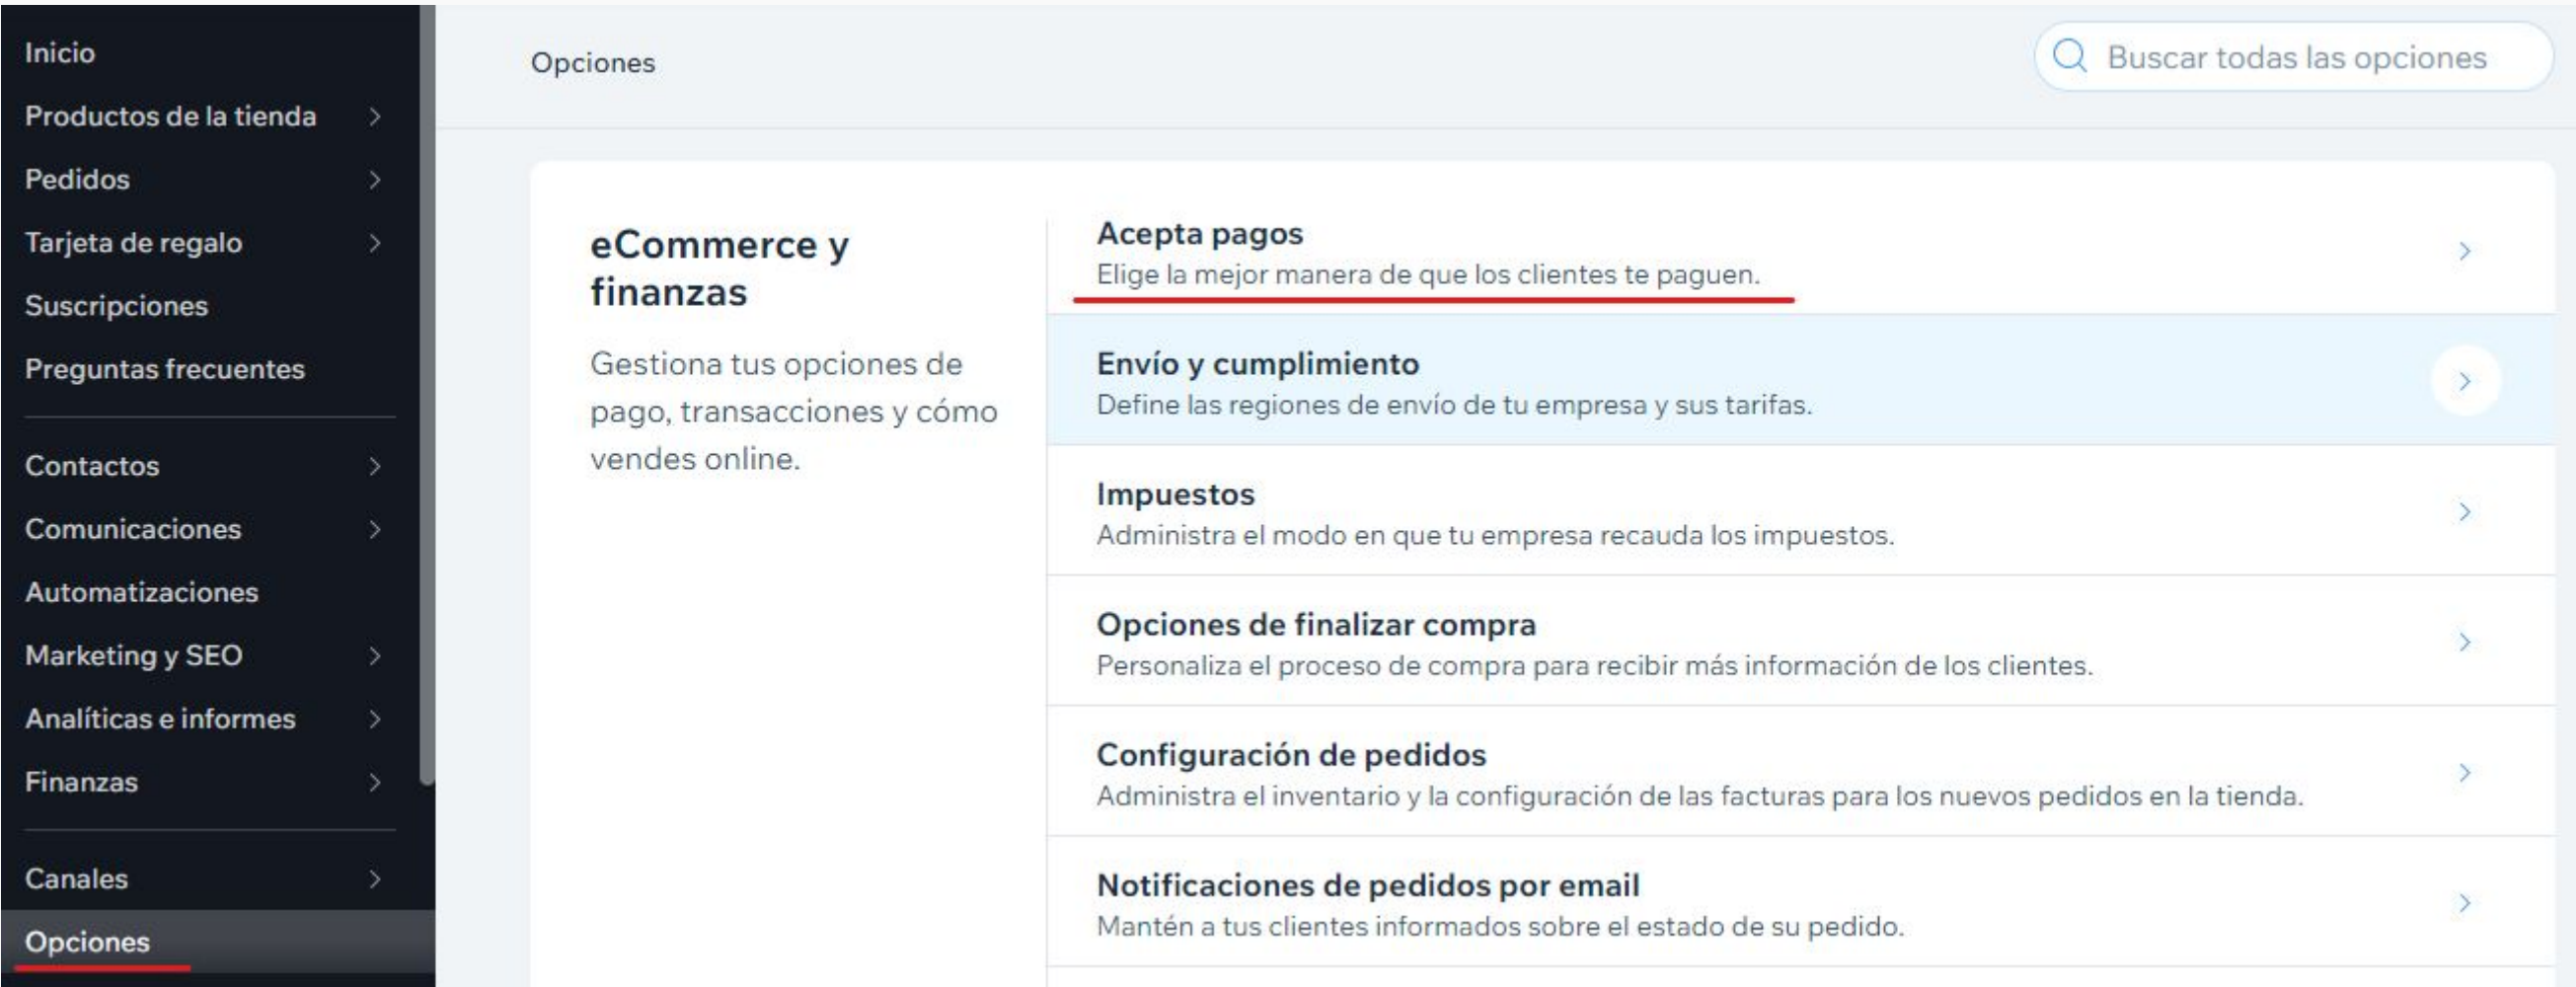 Inicio
Productos de la tienda
Pedidos
Tarjeta de regalo
Suscripciones
Preguntas frecuentes
Contactos
Comunicaciones
Automatizaciones
Marketing y SEO
Analíticas e informes
Finanzas
Canales
Opciones
Opciones
Buscar todas las opciones
eCommerce y
finanzas
Gestiona tus opciones de
pago, transacciones y cómo
vendes online.
Acepta pagos
Elige la mejor manera de que los clientes te paguen.
Envío y cumplimiento
Define las regiones de envío de tu empresa y sus tarifas.
Impuestos
Administra el modo en que tu empresa recauda los impuestos.
Opciones de finalizar compra
Personaliza el proceso de compra para recibir más información de los clientes.
Configuración de pedidos
Administra el inventario y la configuración de las facturas para los nuevos pedidos en la tienda.
Notificaciones de pedidos por email
Mantén a tus clientes informados sobre el estado de su pedido.